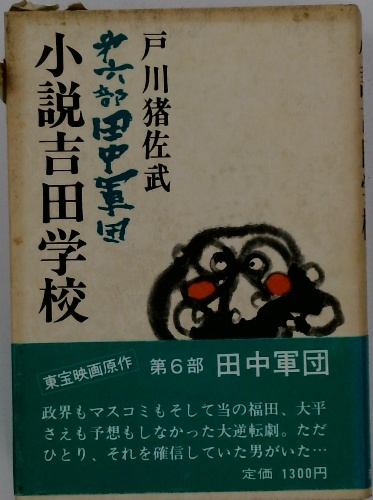 戸川猪佐武
第六部 田中軍団
小説吉田学校
東宝映画原作 第6部 田中軍団
政界もマスコミもそして当の福田、大平
さえも予想もしなかった大逆転劇。ただ
ひとり、それを確信していた男がいた…
定価 1300円